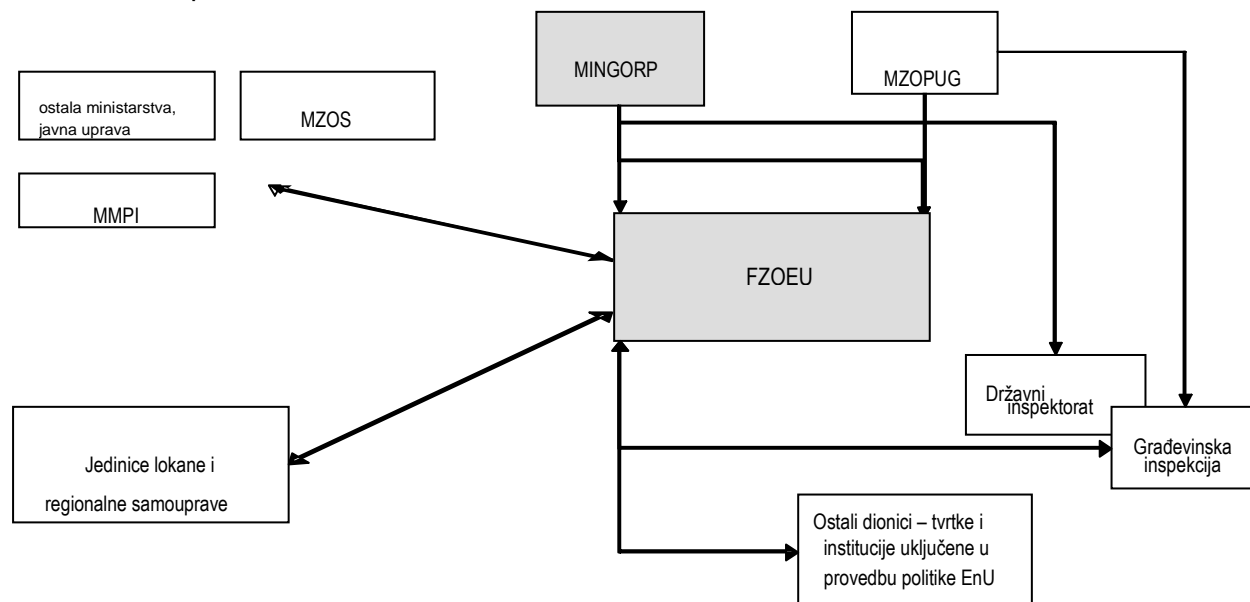 MINGORP
MZOPUG
ostala ministarstva,
javna uprava
MZOS
MMPI
FZOEU
Državni
inspektorat
Građevinska
inspekcija
Jedinice lokane i
regionalne samouprave
Ostali dionici – tvrtke i
institucije uključene u
provedbu politike EnU